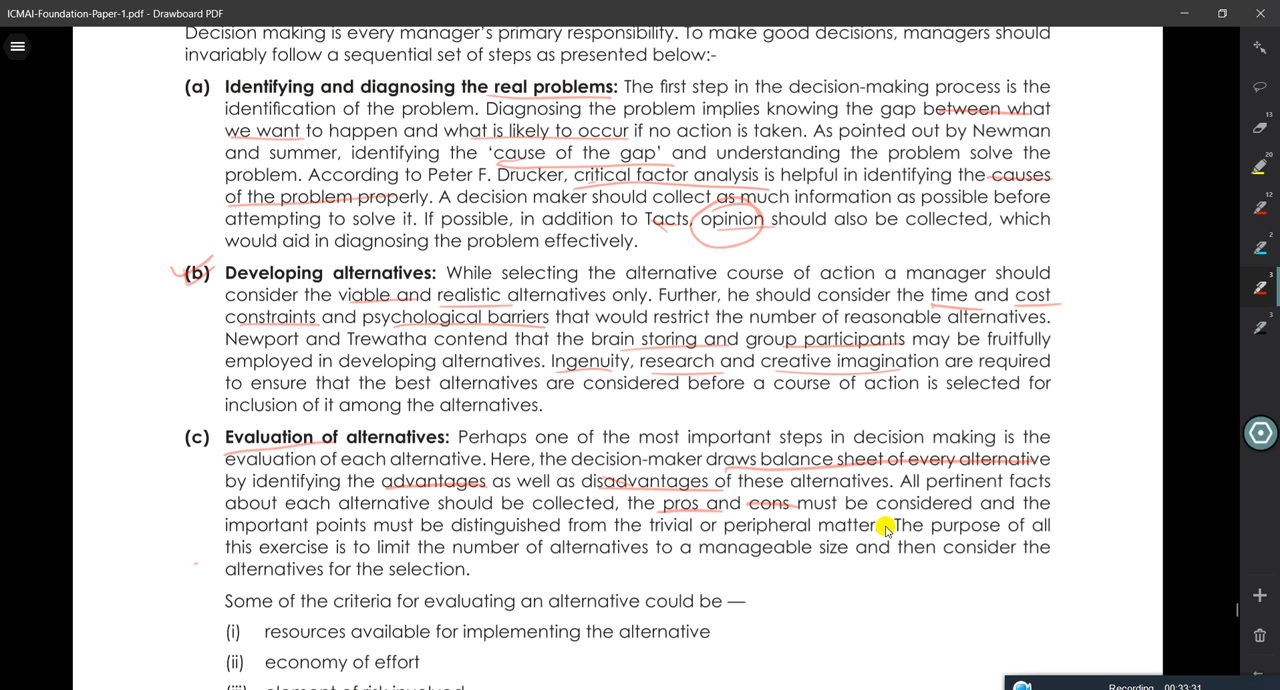 ICMAI-Foundation-Paper-1.pdf - Drawboard PDF
Decision making is every manager's primary responsibility. To make good decisions, managers should
invariably follow a sequential set of steps as presented below:-
(a) Identifying and diagnosing the real problems: The first step in the decision-making process is the
identification of the problem. Diagnosing the problem implies knowing the gap between what
we want to happen and what is likely to occur if no action is taken. As pointed out by Newman
and summer, identifying the 'cause of the gap' and understanding the problem solve the
problem. According to Peter F. Drucker, critical factor analysis is helpful in identifying the causes
of the problem properly. A decision maker should collect as much information as possible before
attempting to solve it. If possible, in addition to Tacts, opinion should also be collected, which
would aid in diagnosing the problem effectively.
(b) Developing alternatives: While selecting the alternative course of action a manager should
consider the viable and realistic alternatives only. Further, he should consider the time and cost
constraints and psychological barriers that would restrict the number of reasonable alternatives.
Newport and Trewatha contend that the brain storing and group participants may be fruitfully
employed in developing alternatives. Ingenuity, research and creative imagination are required
to ensure that the best alternatives are considered before a course of action is selected for
inclusion of it among the alternatives.
(c) Evaluation of alternatives: Perhaps one of the most important steps in decision making is the
evaluation of each alternative. Here, the decision-maker draws balance sheet of every alternative
by identifying the advantages as well as disadvantages of these alternatives. All pertinent facts
about each alternative should be collected, the pros and cons must be considered and the
important points must be distinguished from the trivial or peripheral matter. The purpose of all
this exercise is to limit the number of alternatives to a manageable size and then consider the
alternatives for the selection.
Some of the criteria for evaluating an alternative could be —
(i) resources available for implementing the alternative
(ii) economy of effort
(iii) element of risk involved
13
20
12
2
3
3
Recording 00:33:31